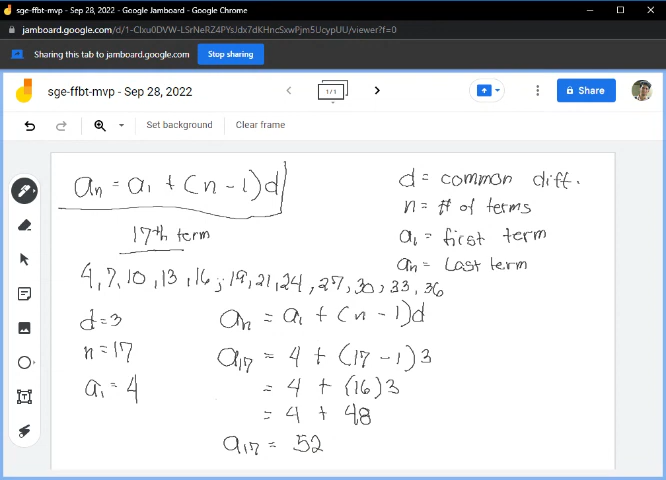 sge-ffbt-mvp - Sep 28, 2022 - Google Jamboard - Google Chrome
jamboard.google.com/d/1-Clxu0DVW-LSrNeRZ4PYsJdx7dKHncSxwPjm5UcypUU/viewer?f=0
Sharing this tab to jamboard.google.com Stop sharing
sge-ffbt-mvp - Sep 28, 2022
1/1
Share
Set background Clear frame
an = a1 + (n - 1)d
17th term
d = common diff.
n = # of terms
a1 = first term
an = Last term
4, 7, 10, 13, 16, 19, 21, 24, 27, 30, 33, 36
d = 3
n = 17
a1 = 4
an = a1 + (n - 1)d
a17 = 4 + (17 - 1)3
= 4 + (16)3
= 4 + 48
a17 = 52